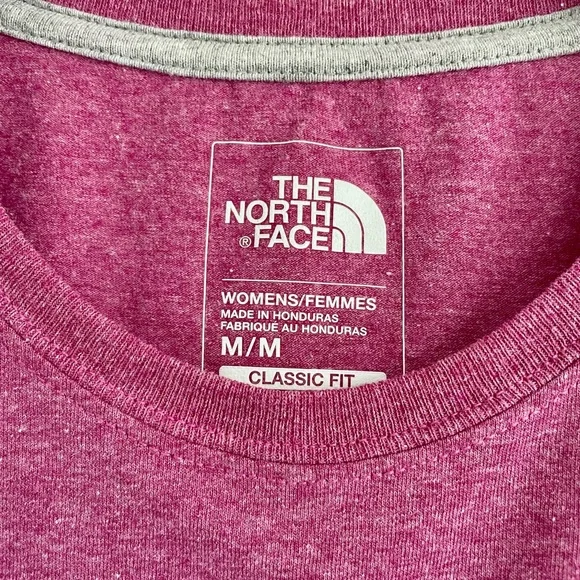 THE
NORTH
® FACE
WOMENS/FEMMES
MADE IN HONDURAS
FABRIQUÉ AU HONDURAS
M/M
CLASSIC FIT